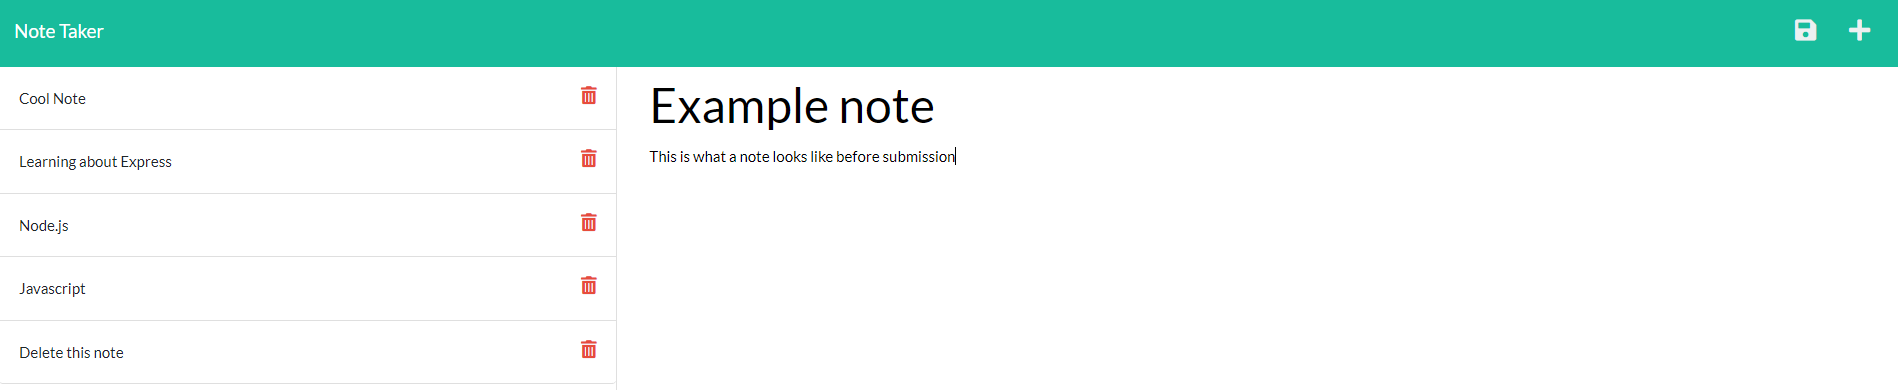 Note Taker
Cool Note
Learning about Express
Node.js
Javascript
Delete this note
Example note
This is what a note looks like before submission